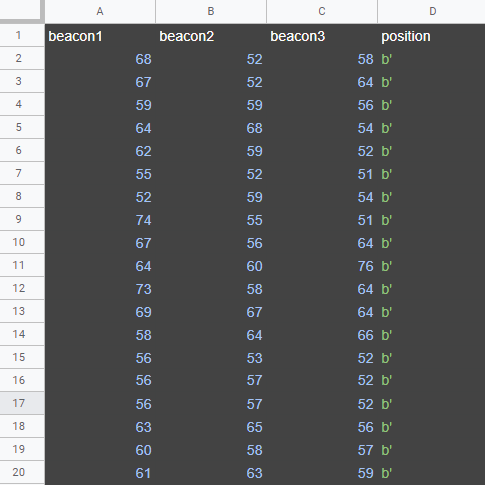 A B C D
1 beacon1 beacon2 beacon3 position
2 68 52 58 b'
3 67 52 64 b'
4 59 59 56 b'
5 64 68 54 b'
6 62 59 52 b'
7 55 52 51 b'
8 52 59 54 b'
9 74 55 51 b'
10 67 56 64 b'
11 64 60 76 b'
12 73 58 64 b'
13 69 67 64 b'
14 58 64 66 b'
15 56 53 52 b'
16 56 57 52 b'
17 56 57 52 b'
18 63 65 56 b'
19 60 58 57 b'
20 61 63 59 b'